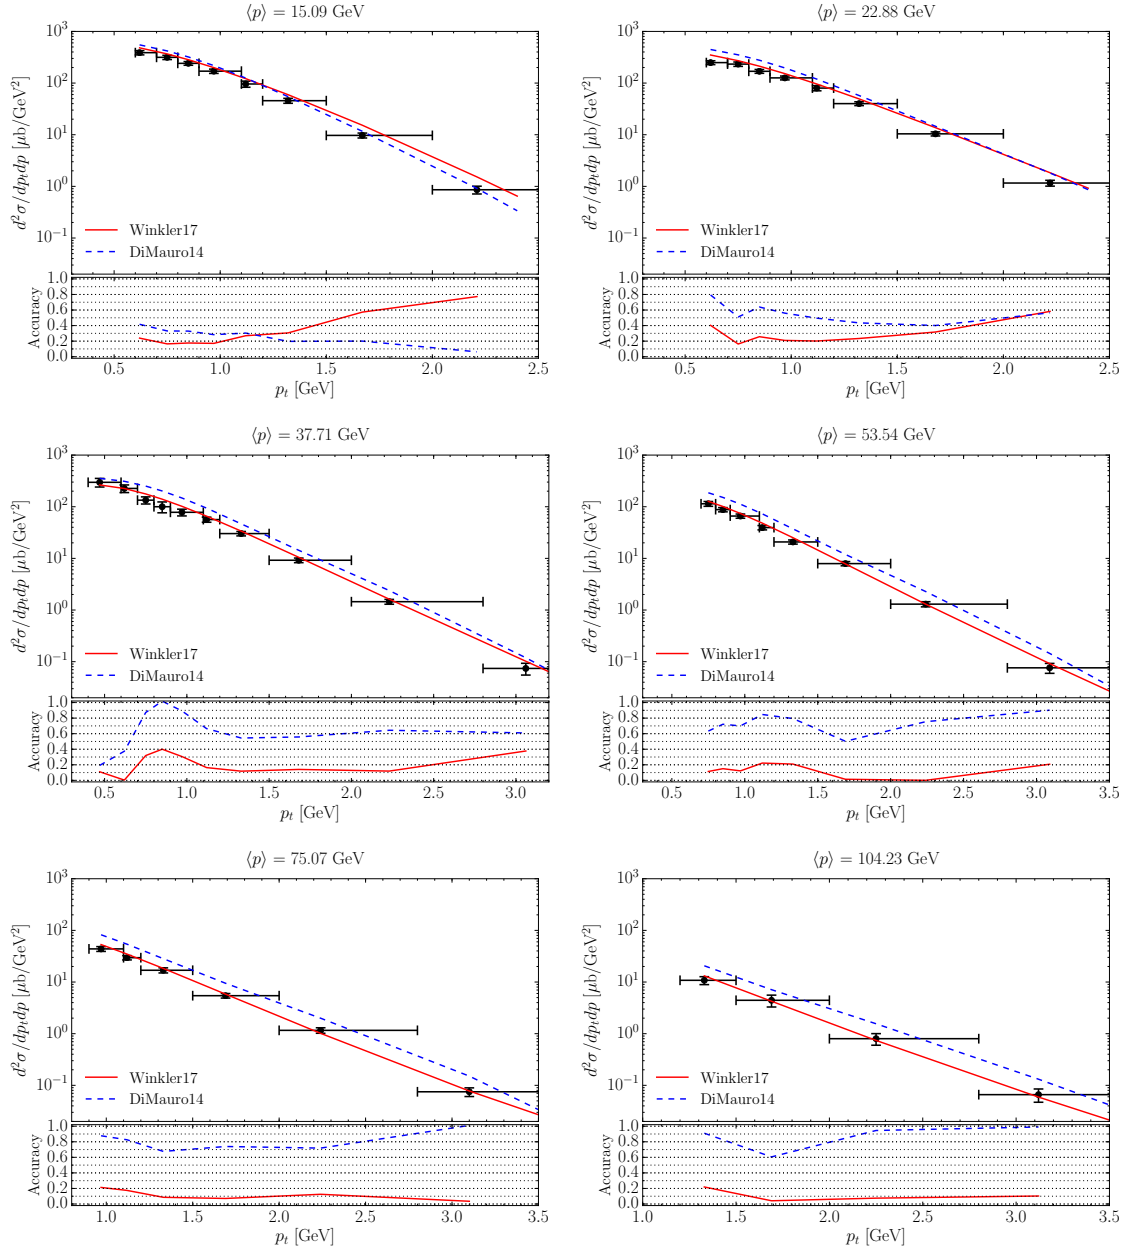 ⟨p⟩ = 15.09 GeV
d²σ/dpₜdp [μb/GeV²]
10³
10²
10¹
10⁰
10⁻¹
Winkler17
DiMauro14
Accuracy
1.0
0.8
0.6
0.4
0.2
0.0
0.5 1.0 1.5 2.0 2.5
pₜ [GeV]
⟨p⟩ = 22.88 GeV
d²σ/dpₜdp [μb/GeV²]
10³
10²
10¹
10⁰
10⁻¹
Winkler17
DiMauro14
Accuracy
1.0
0.8
0.6
0.4
0.2
0.0
0.5 1.0 1.5 2.0 2.5
pₜ [GeV]
⟨p⟩ = 37.71 GeV
d²σ/dpₜdp [μb/GeV²]
10³
10²
10¹
10⁰
10⁻¹
Winkler17
DiMauro14
Accuracy
1.0
0.8
0.6
0.4
0.2
0.0
0.5 1.0 1.5 2.0 2.5 3.0
pₜ [GeV]
⟨p⟩ = 53.54 GeV
d²σ/dpₜdp [μb/GeV²]
10³
10²
10¹
10⁰
10⁻¹
Winkler17
DiMauro14
Accuracy
1.0
0.8
0.6
0.4
0.2
0.0
0.5 1.0 1.5 2.0 2.5 3.0 3.5
pₜ [GeV]
⟨p⟩ = 75.07 GeV
d²σ/dpₜdp [μb/GeV²]
10³
10²
10¹
10⁰
10⁻¹
Winkler17
DiMauro14
Accuracy
1.0
0.8
0.6
0.4
0.2
0.0
1.0 1.5 2.0 2.5 3.0 3.5
pₜ [GeV]
⟨p⟩ = 104.23 GeV
d²σ/dpₜdp [μb/GeV²]
10³
10²
10¹
10⁰
10⁻¹
Winkler17
DiMauro14
Accuracy
1.0
0.8
0.6
0.4
0.2
0.0
1.0 1.5 2.0 2.5 3.0 3.5
pₜ [GeV]